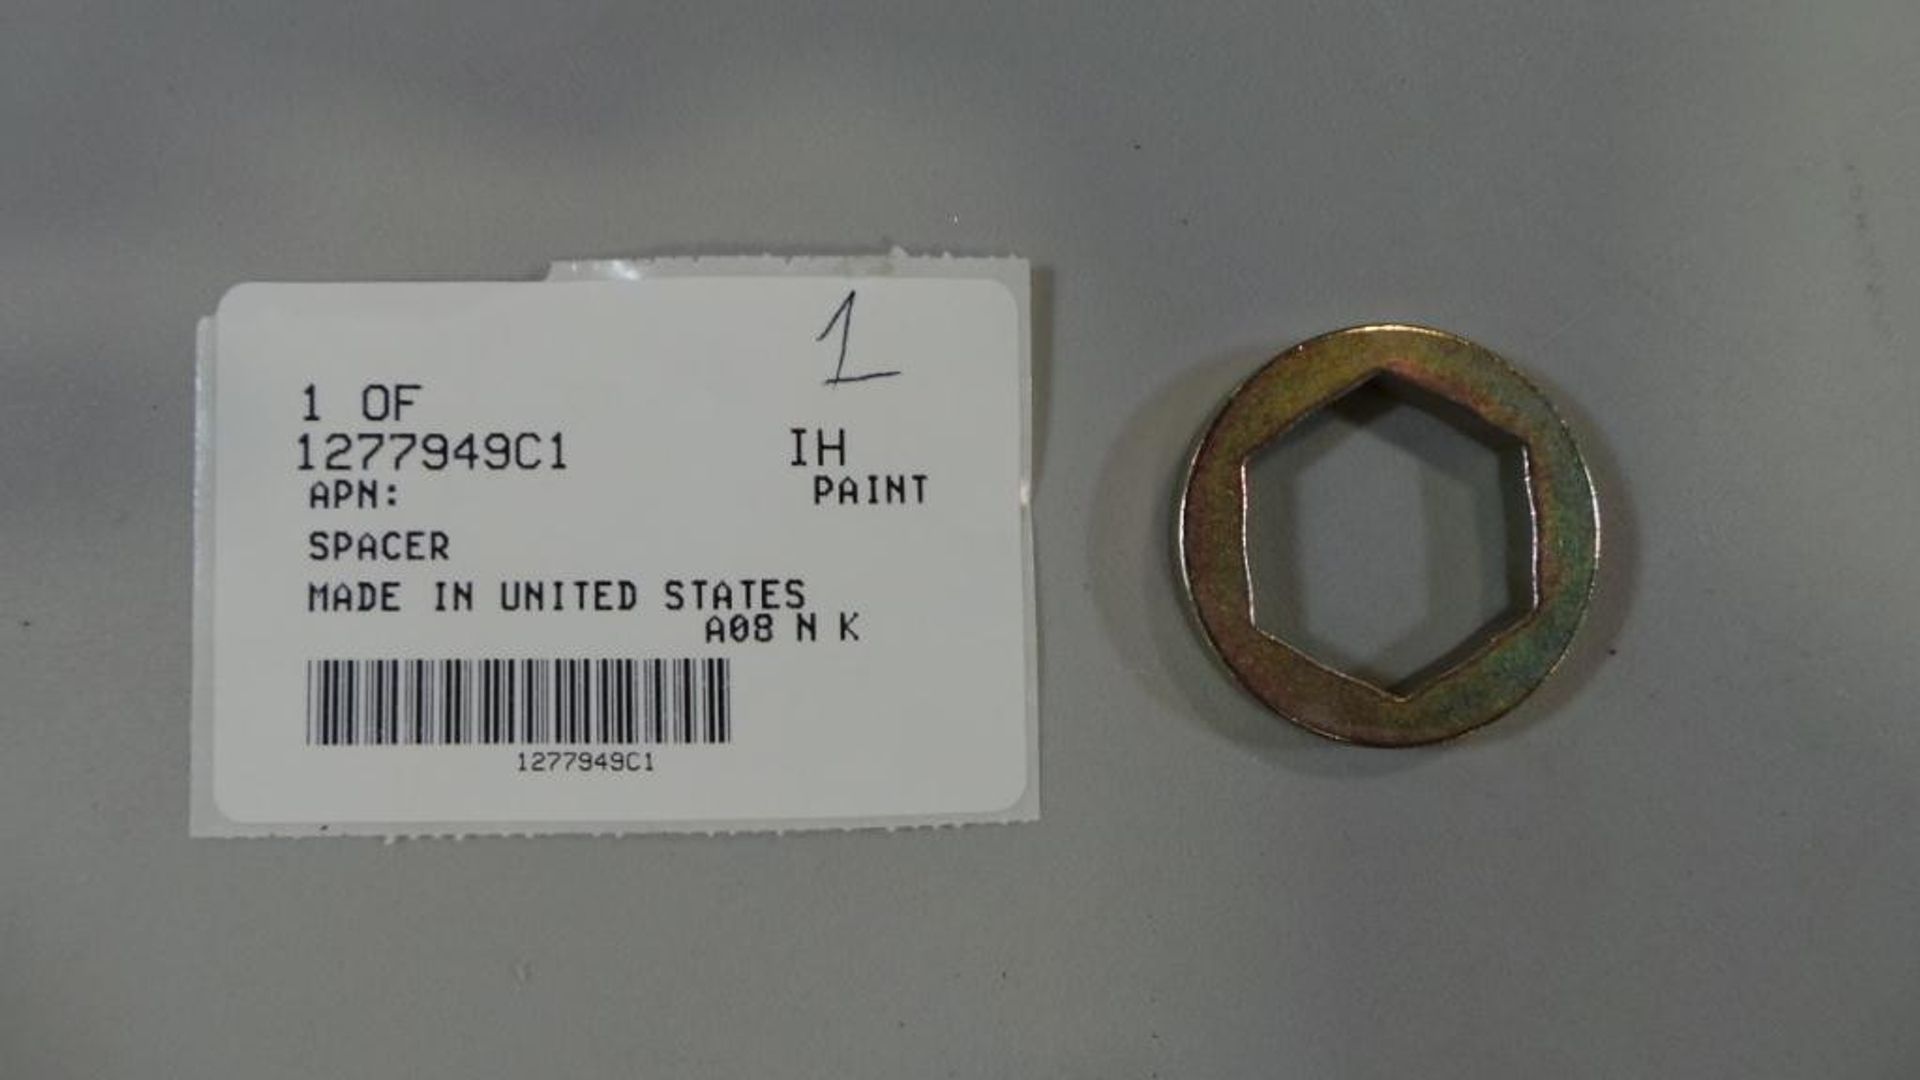 1
1 OF
1277949C1 IH
APN: PAINT
SPACER
MADE IN UNITED STATES
A08 N K
1277949C1